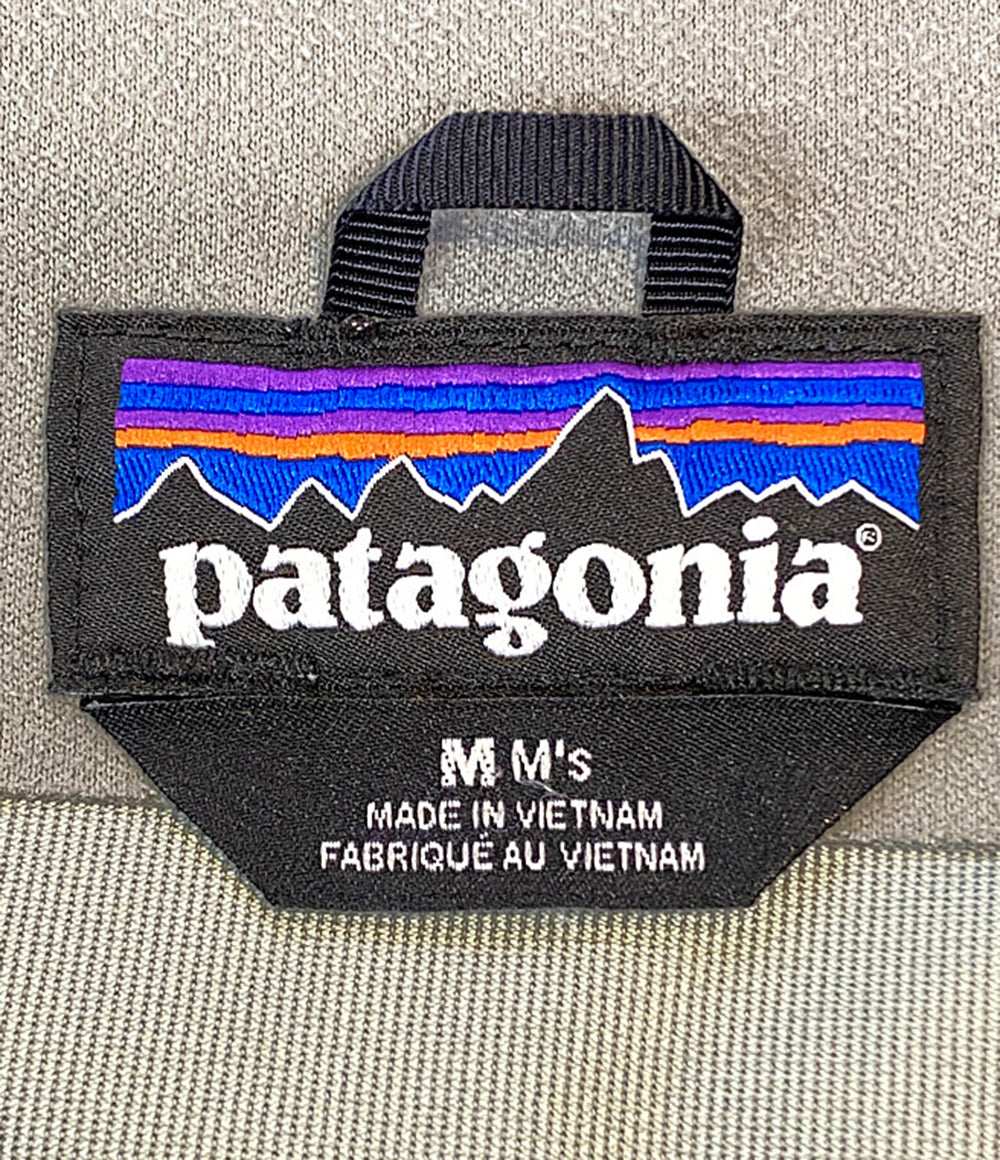 patagonia®
M M's
MADE IN VIETNAM
FABRIQUÉ AU VIETNAM